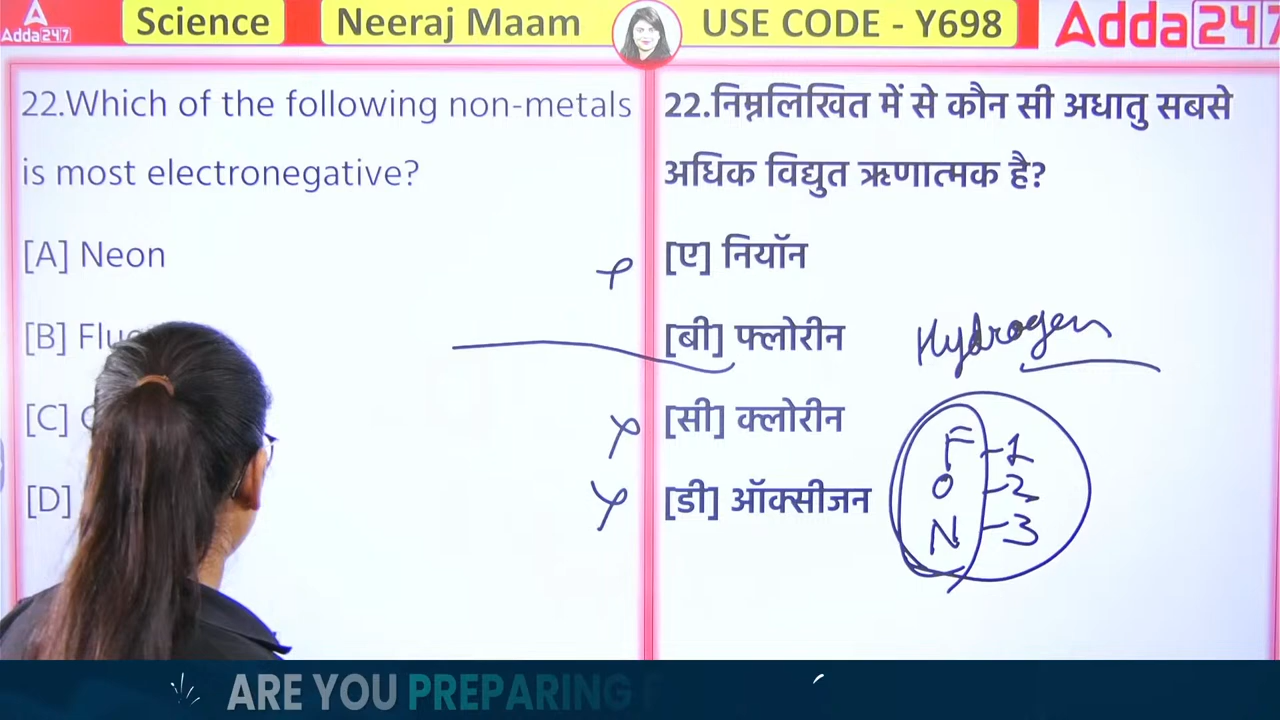 Adda247
Science
Neeraj Maam
USE CODE - Y698
Adda247
22.Which of the following non-metals
is most electronegative?
[A] Neon
[B] Flu
[C]
[D]
22.निम्नलिखित में से कौन सी अधातु सबसे
अधिक विद्युत ऋणात्मक है?
[ए] नियॉन
[बी] फ्लोरीन
[सी] क्लोरीन
[डी] ऑक्सीजन
Hydrogen
F - 1
O - 2
N - 3
ARE YOU PREPARING F